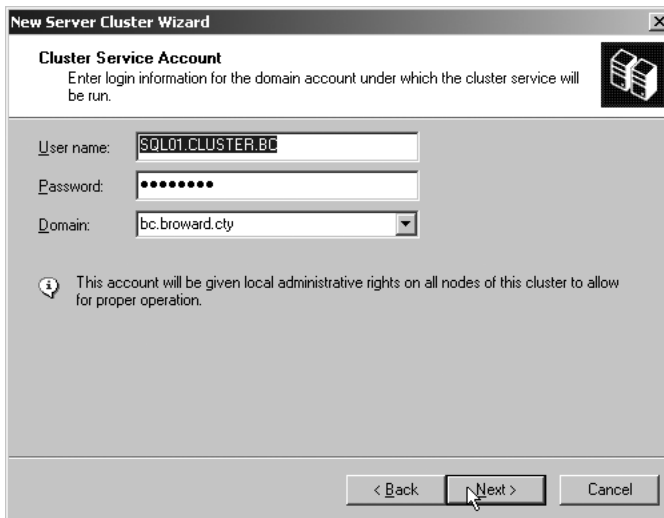 New Server Cluster Wizard
Cluster Service Account
Enter login information for the domain account under which the cluster service will
be run.
User name: SQL01.CLUSTER.BC
Password: ●●●●●●●●
Domain: bc.broward.cty
This account will be given local administrative rights on all nodes of this cluster to allow
for proper operation.
< Back Next > Cancel